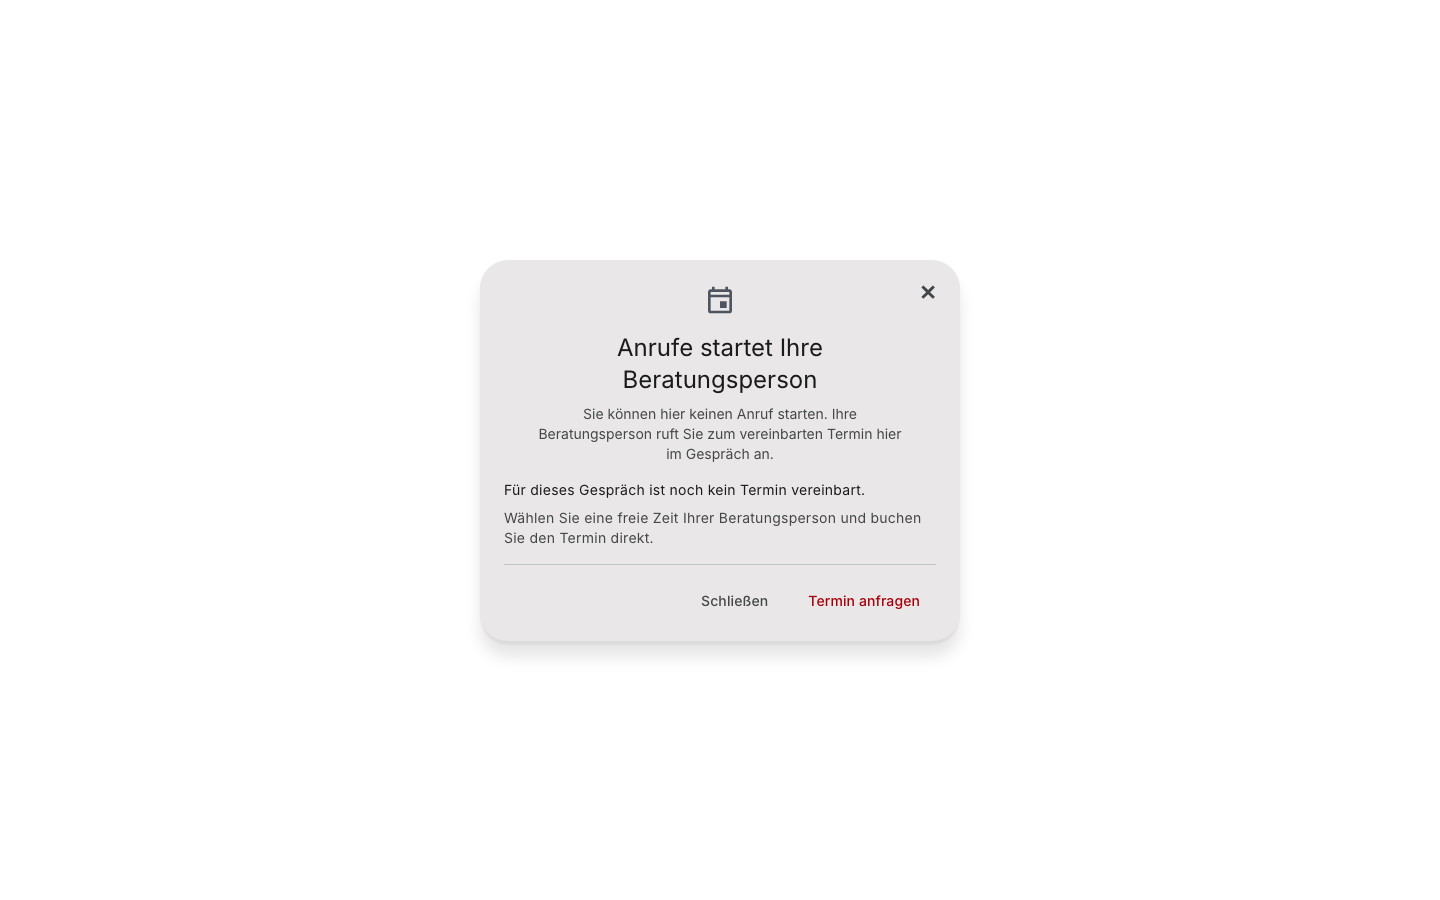 Anrufe startet Ihre
Beratungsperson
Sie können hier keinen Anruf starten. Ihre
Beratungsperson ruft Sie zum vereinbarten Termin hier
im Gespräch an.
Für dieses Gespräch ist noch kein Termin vereinbart.
Wählen Sie eine freie Zeit Ihrer Beratungsperson und buchen
Sie den Termin direkt.
Schließen
Termin anfragen